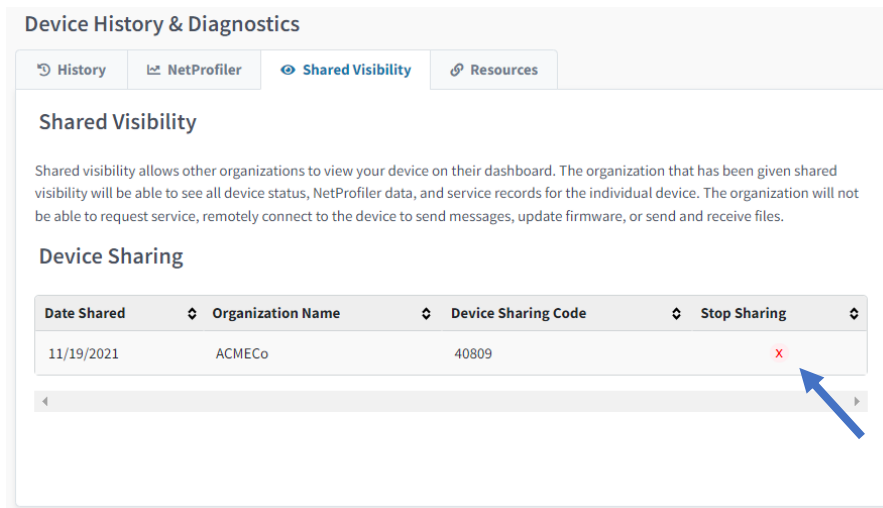 Device History & Diagnostics
History NetProfiler Shared Visibility Resources
Shared Visibility
Shared visibility allows other organizations to view your device on their dashboard. The organization that has been given shared
visibility will be able to see all device status, NetProfiler data, and service records for the individual device. The organization will not
be able to request service, remotely connect to the device to send messages, update firmware, or send and receive files.
Device Sharing
Date Shared Organization Name Device Sharing Code Stop Sharing
11/19/2021 ACMECo 40809 X